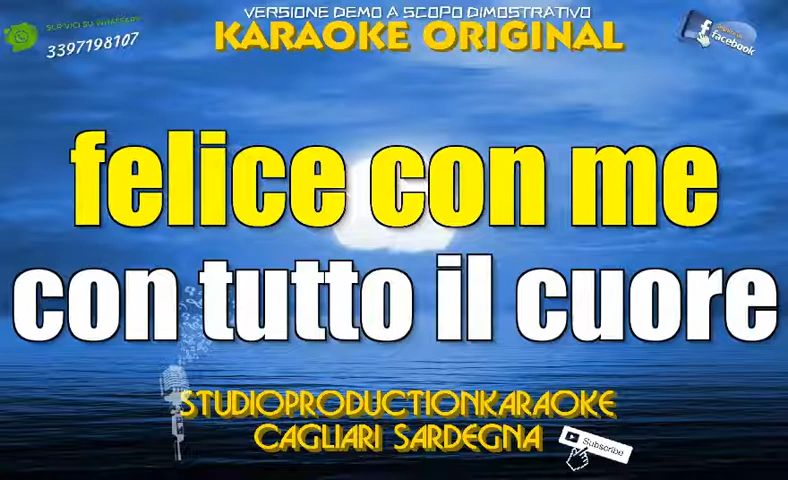 VERSIONE DEMO A SCOPO DIMOSTRATIVO
KARAOKE ORIGINAL
SCRIVICI SU WHATSAPP
3397198107
facebook
felice con me
con tutto il cuore
STUDIOPRODUCTIONKARAOKE
CAGLIARI SARDEGNA
Subscribe